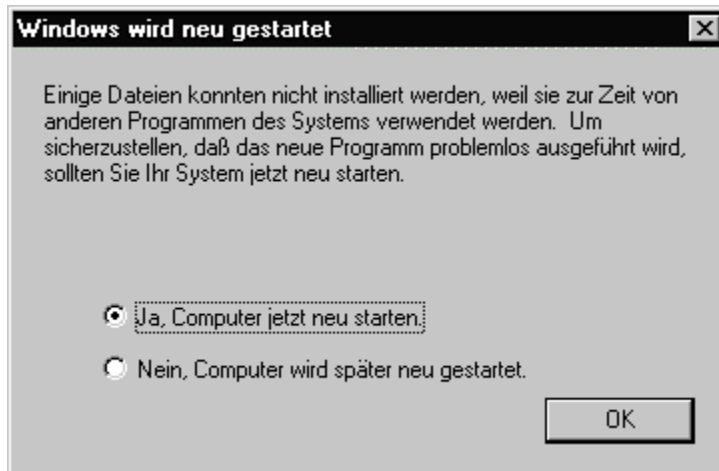 Windows wird neu gestartet
Einige Dateien konnten nicht installiert werden, weil sie zur Zeit von
anderen Programmen des Systems verwendet werden.  Um
sicherzustellen, daß das neue Programm problemlos ausgeführt wird,
sollten Sie Ihr System jetzt neu starten.
Ja, Computer jetzt neu starten.
Nein, Computer wird später neu gestartet.
OK